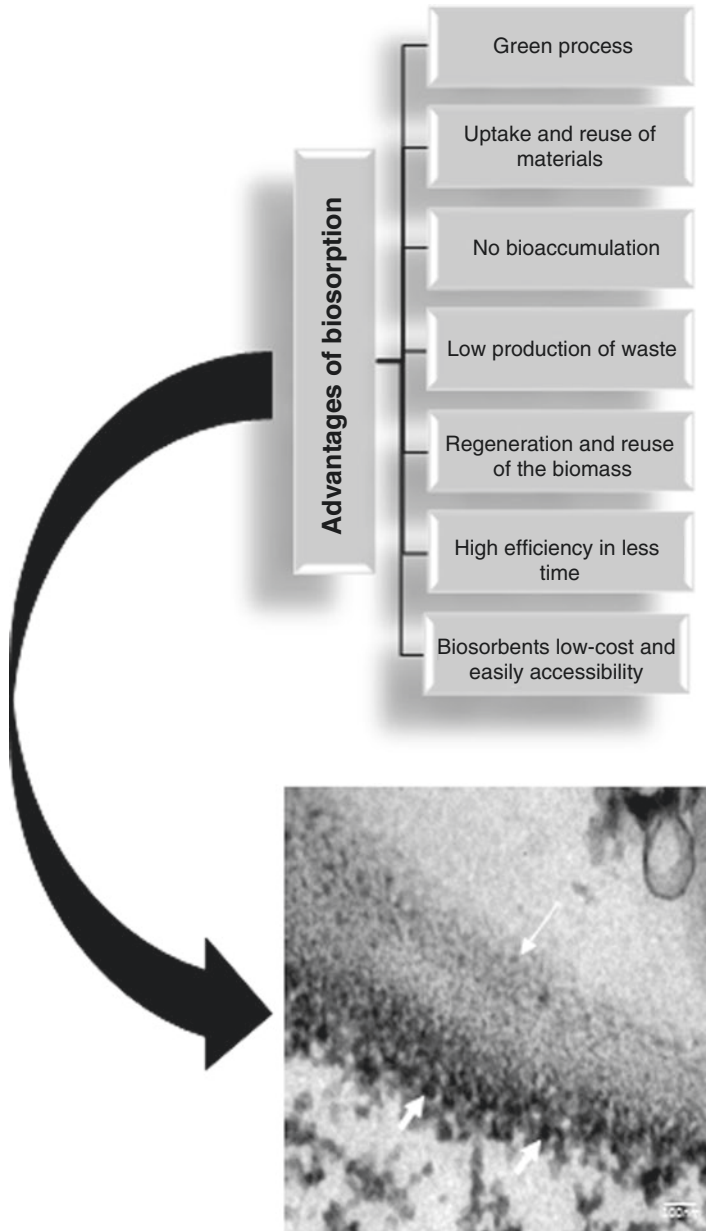 Advantages of biosorption
Green process
Uptake and reuse of
materials
No bioaccumulation
Low production of waste
Regeneration and reuse
of the biomass
High efficiency in less
time
Biosorbents low-cost and
easily accessibility
100nm